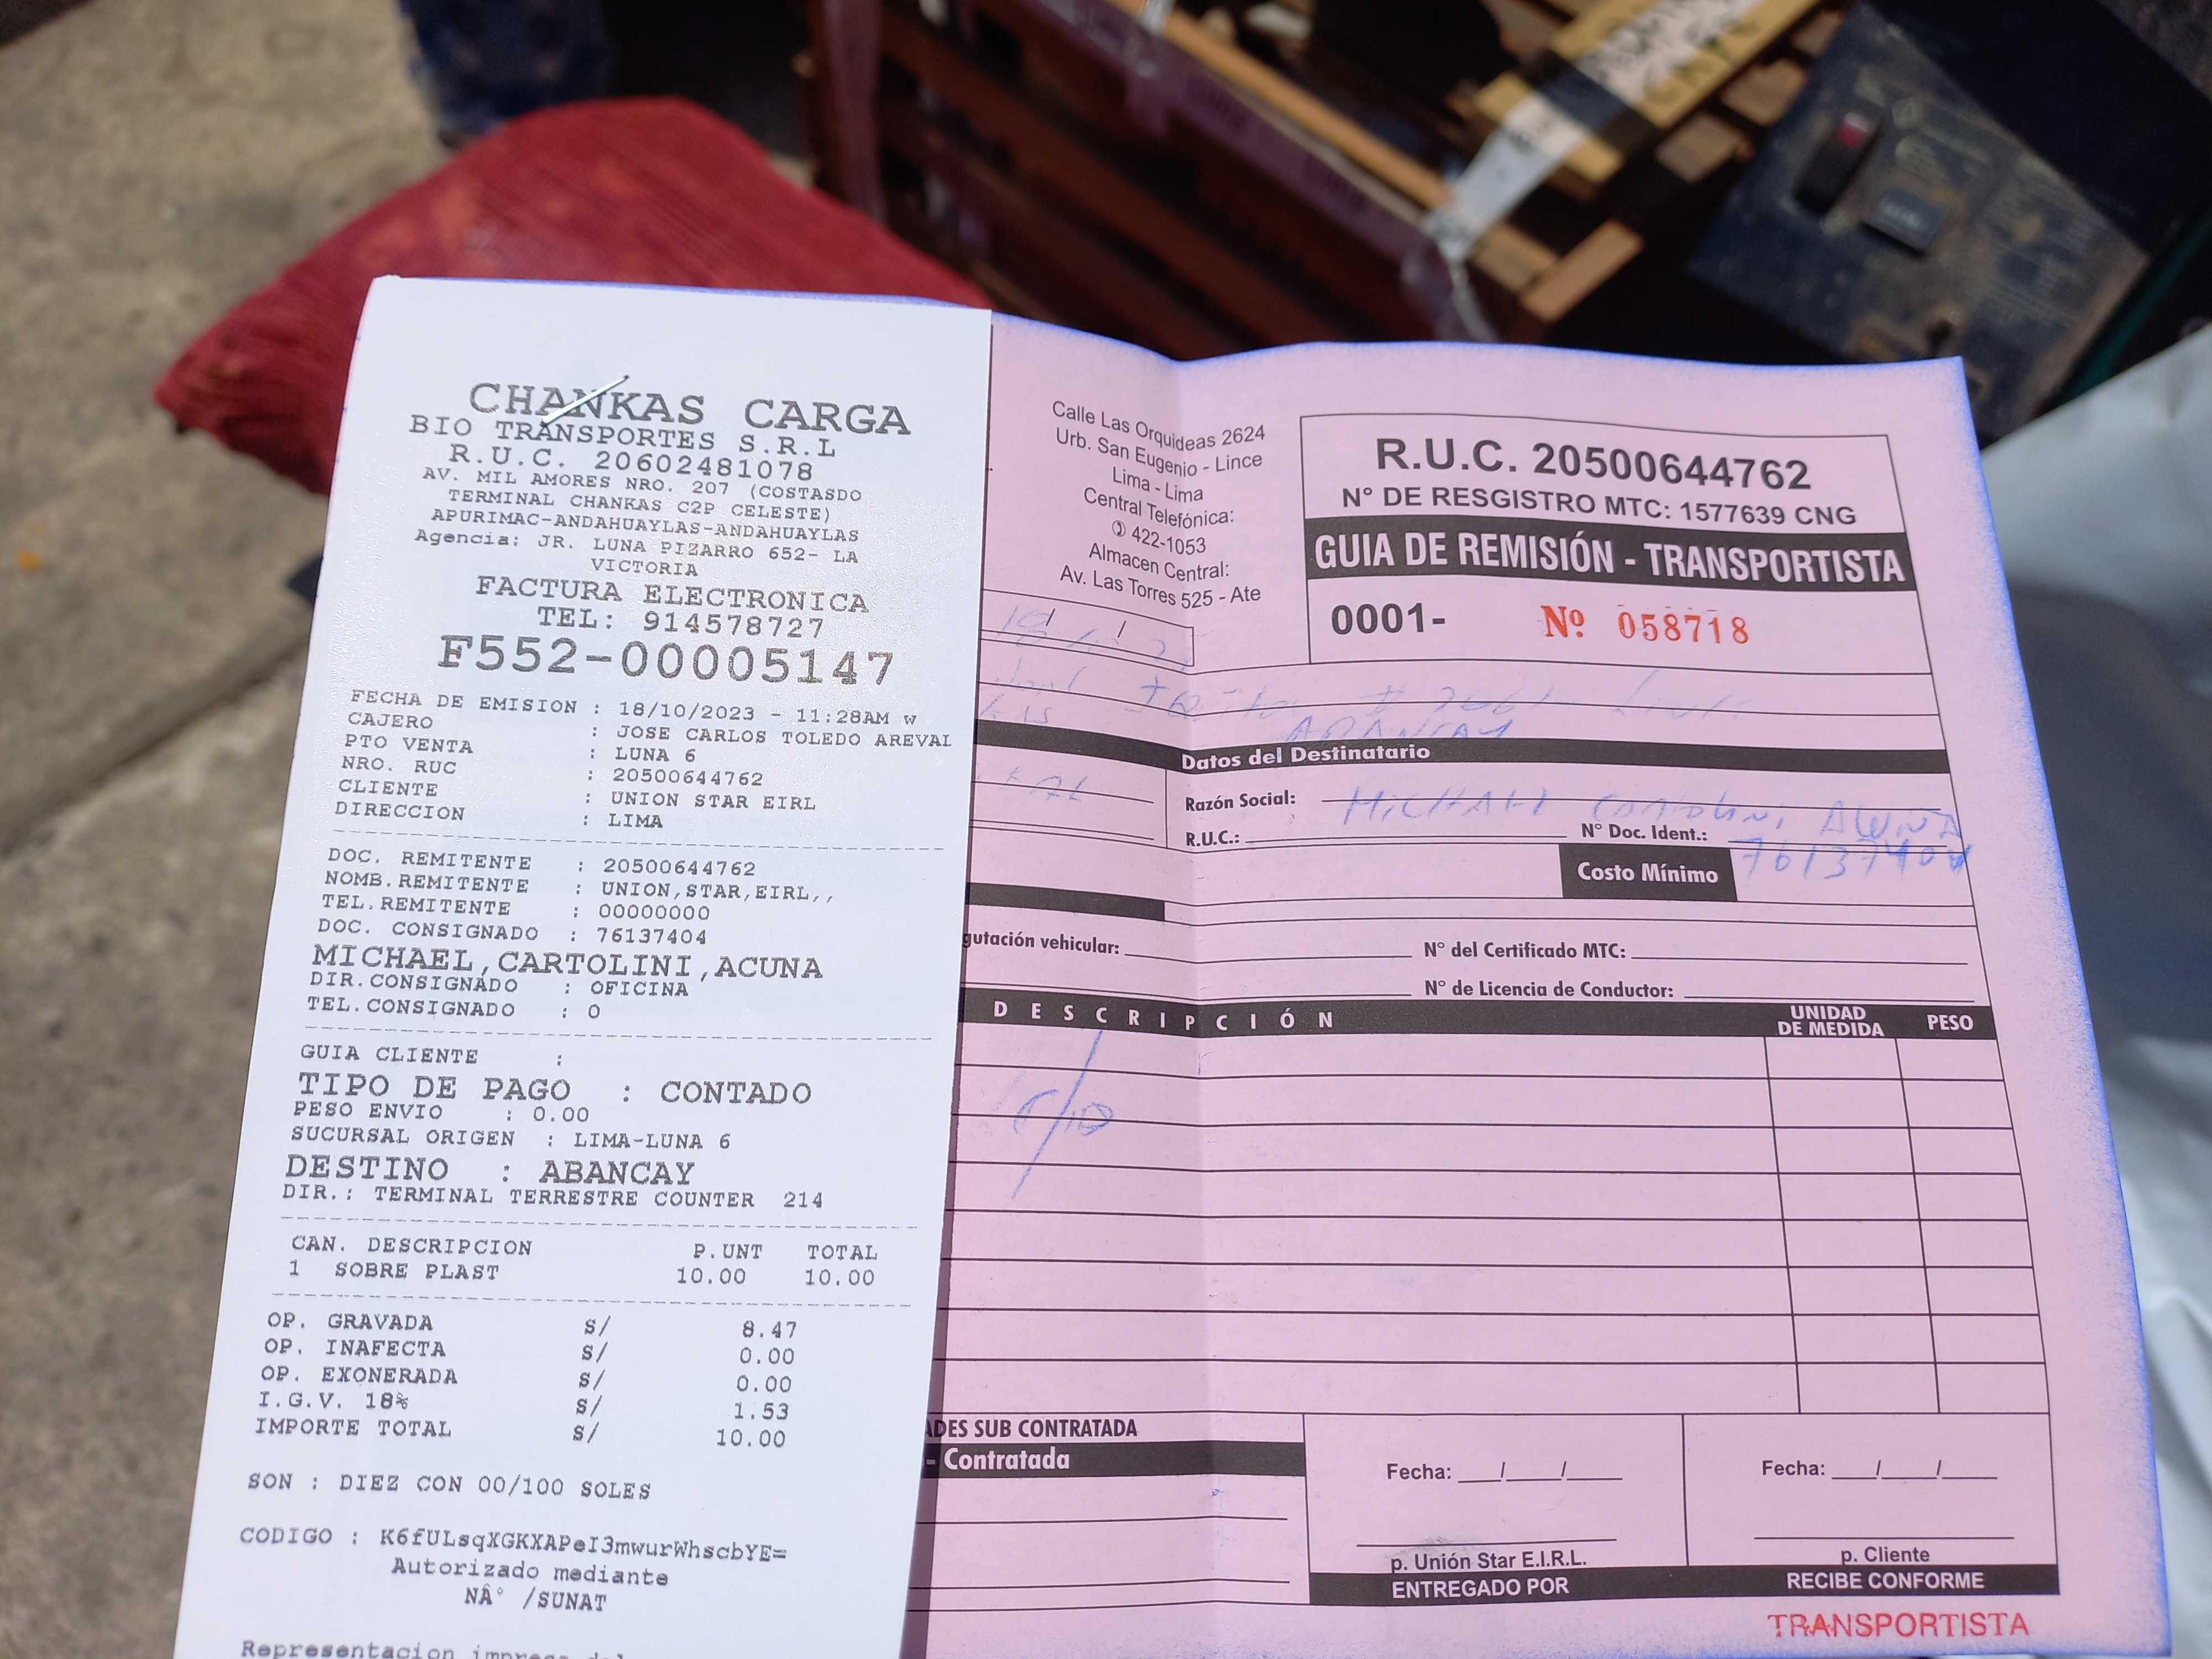 CHANKAS CARGA
BIO TRANSPORTES S.R.L
R.U.C. 20602481078
AV. MIL AMORES NRO. 207 (COSTASDO
TERMINAL CHANKAS C2P CELESTE)
APURIMAC-ANDAHUAYLAS-ANDAHUAYLAS
Agencia: JR. LUNA PIZARRO 652- LA
VICTORIA
FACTURA ELECTRONICA
TEL: 914578727
F552-00005147
FECHA DE EMISION : 18/10/2023 - 11:28AM W
CAJERO : JOSE CARLOS TOLEDO AREVAL
PTO VENTA : LUNA 6
NRO. RUC : 20500644762
CLIENTE : UNION STAR EIRL
DIRECCION : LIMA
DOC. REMITENTE : 20500644762
NOMB.REMITENTE : UNION,STAR,EIRL,,
TEL.REMITENTE : 00000000
DOC. CONSIGNADO : 76137404
MICHAEL,CARTOLINI,ACUNA
DIR.CONSIGNADO : OFICINA
TEL.CONSIGNADO : 0
GUIA CLIENTE :
TIPO DE PAGO : CONTADO
PESO ENVIO : 0.00
SUCURSAL ORIGEN : LIMA-LUNA 6
DESTINO : ABANCAY
DIR.: TERMINAL TERRESTRE COUNTER 214
CAN. DESCRIPCION P.UNT TOTAL
1 SOBRE PLAST 10.00 10.00
OP. GRAVADA S/ 8.47
OP. INAFECTA S/ 0.00
OP. EXONERADA S/ 0.00
I.G.V. 18% S/ 1.53
IMPORTE TOTAL S/ 10.00
SON : DIEZ CON 00/100 SOLES
CODIGO : K6fULsqXGKXAPeI3mwurWhscbYE=
Autorizado mediante
NÂ° /SUNAT
Representacion impresa del
Calle Las Orquideas 2624
Urb. San Eugenio - Lince
Lima - Lima
Central Telefónica:
✆ 422-1053
Almacen Central:
Av. Las Torres 525 - Ate
R.U.C. 20500644762
N° DE RESGISTRO MTC: 1577639 CNG
GUIA DE REMISIÓN - TRANSPORTISTA
0001- Nº 058718
ABANCAY
Datos del Destinatario
Razón Social: MICHAEL Cartolini ACUÑA
R.U.C.: N° Doc. Ident.: 76137404
Costo Mínimo
gutación vehicular: N° del Certificado MTC:
N° de Licencia de Conductor:
DESCRIPCIÓN UNIDAD DE MEDIDA PESO
ADES SUB CONTRATADA
- Contratada
Fecha: / /
p. Unión Star E.I.R.L.
ENTREGADO POR
Fecha: / /
p. Cliente
RECIBE CONFORME
TRANSPORTISTA